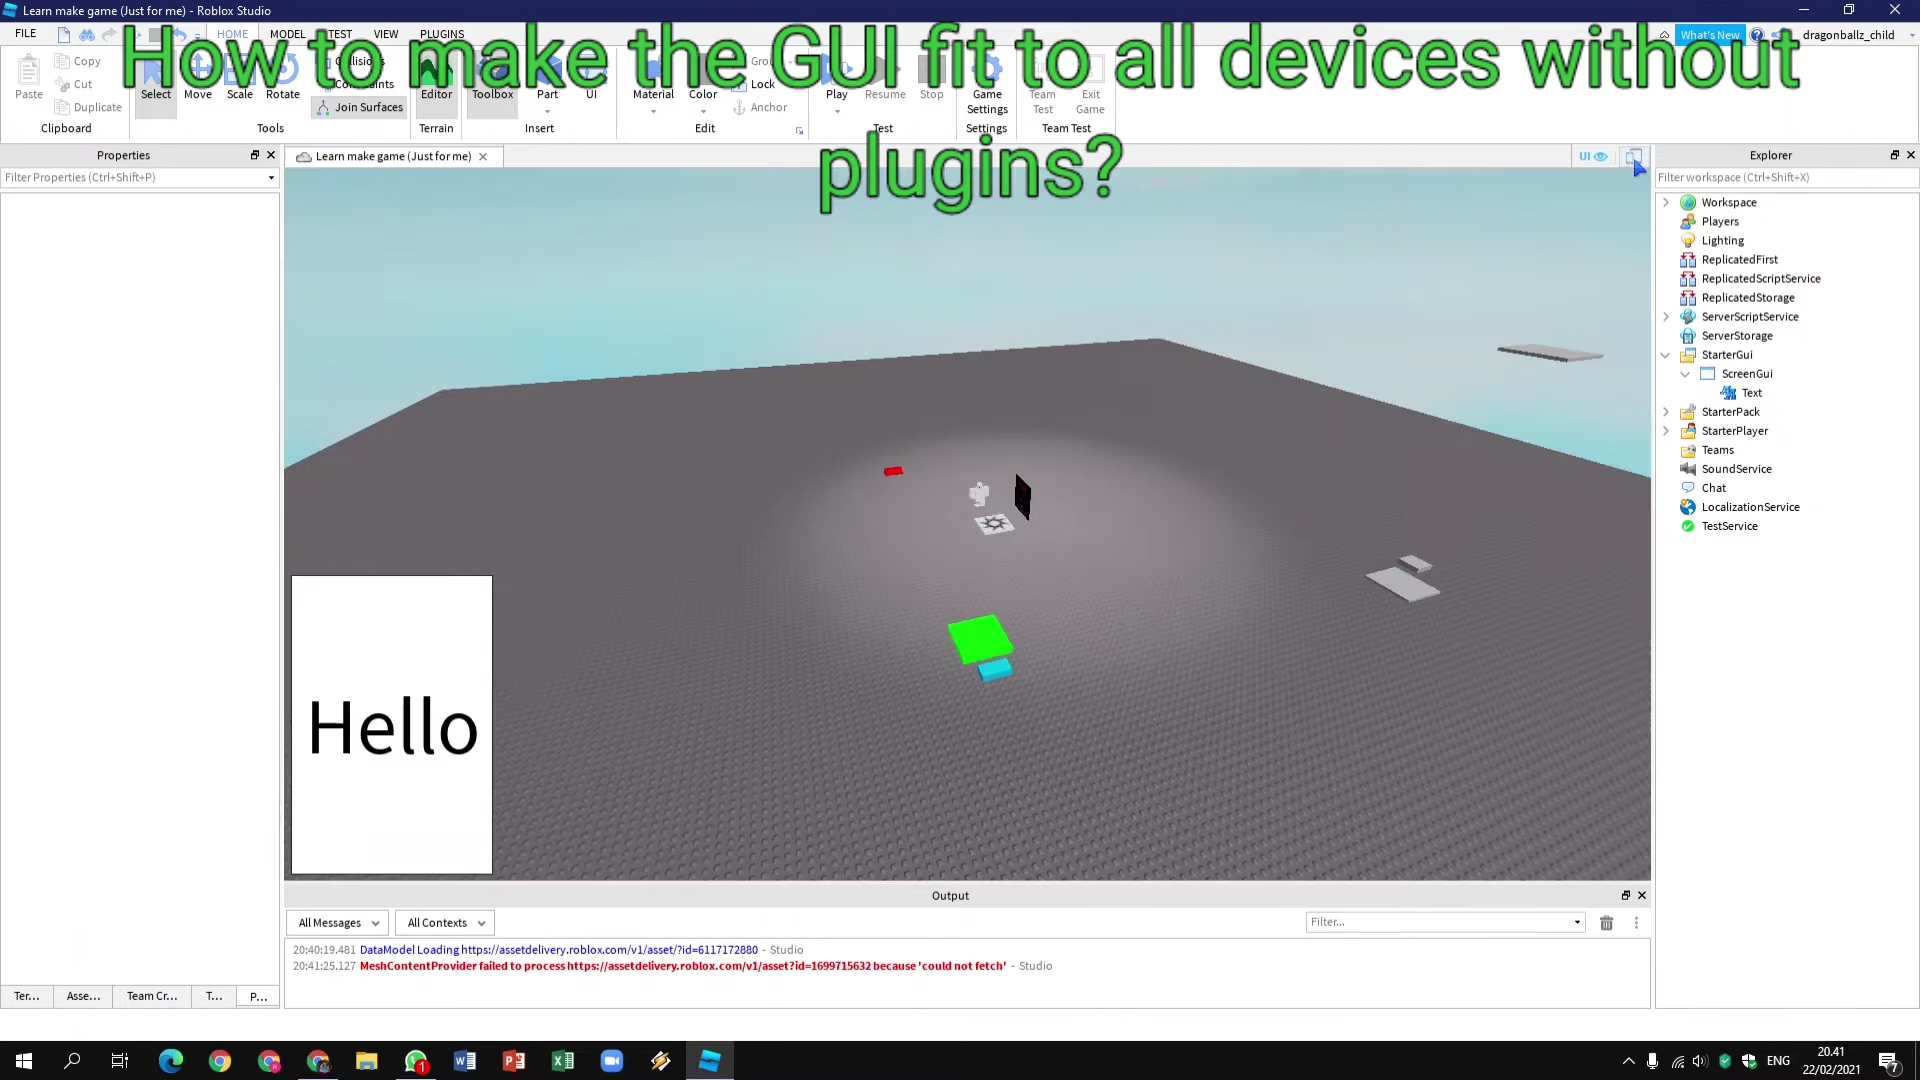 Learn make game (Just for me) - Roblox Studio
FILE
HOME
MODEL
TEST
VIEW
PLUGINS
What's New
dragonballz_child
How to make the GUI fit to all devices without
plugins?
Paste
Copy
Cut
Duplicate
Clipboard
Select
Move
Scale
Rotate
Collisions
Constraints
Join Surfaces
Tools
Editor
Terrain
Toolbox
Part
UI
Insert
Material
Color
Group
Lock
Anchor
Edit
Play
Resume
Stop
Test
Game
Settings
Settings
Team
Test
Exit
Game
Team Test
Properties
Filter Properties (Ctrl+Shift+P)
Learn make game (Just for me)
UI
Explorer
Filter workspace (Ctrl+Shift+X)
Workspace
Players
Lighting
ReplicatedFirst
ReplicatedScriptService
ReplicatedStorage
ServerScriptService
ServerStorage
StarterGui
ScreenGui
Text
StarterPack
StarterPlayer
Teams
SoundService
Chat
LocalizationService
TestService
Hello
Output
All Messages
All Contexts
Filter...
20:40:19.481 DataModel Loading https://assetdelivery.roblox.com/v1/asset/?id=6117172880 - Studio
20:41:25.127 MeshContentProvider failed to process https://assetdelivery.roblox.com/v1/asset?id=1699715632 because 'could not fetch' - Studio
Ter...
Asse...
Team Cr...
T...
P...
1
ENG
20.41
22/02/2021
7